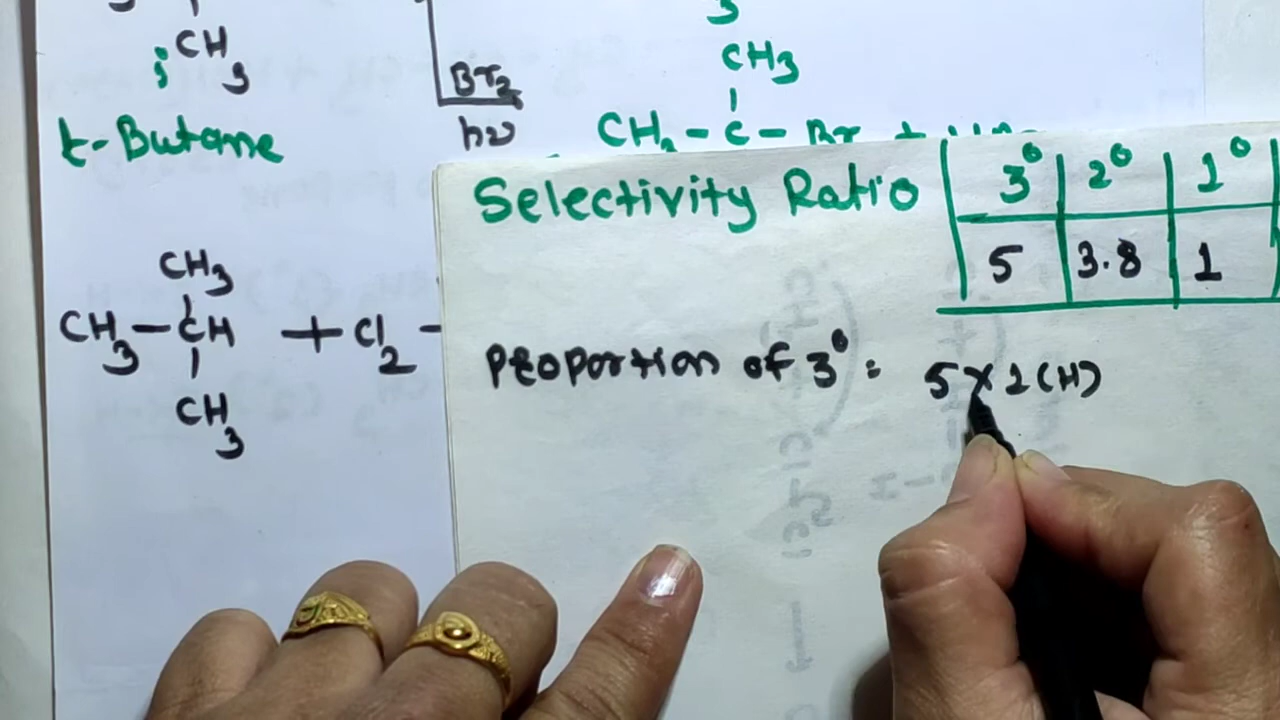 CH3
t-Butane
Br2
hν
3
CH3
CH3 - C - Br +
Selectivity Ratio
3° 2° 1°
5 3.8 1
CH3
CH3 - CH + Cl2 -
CH3
Proportion of 3° = 5 x 1 (H)